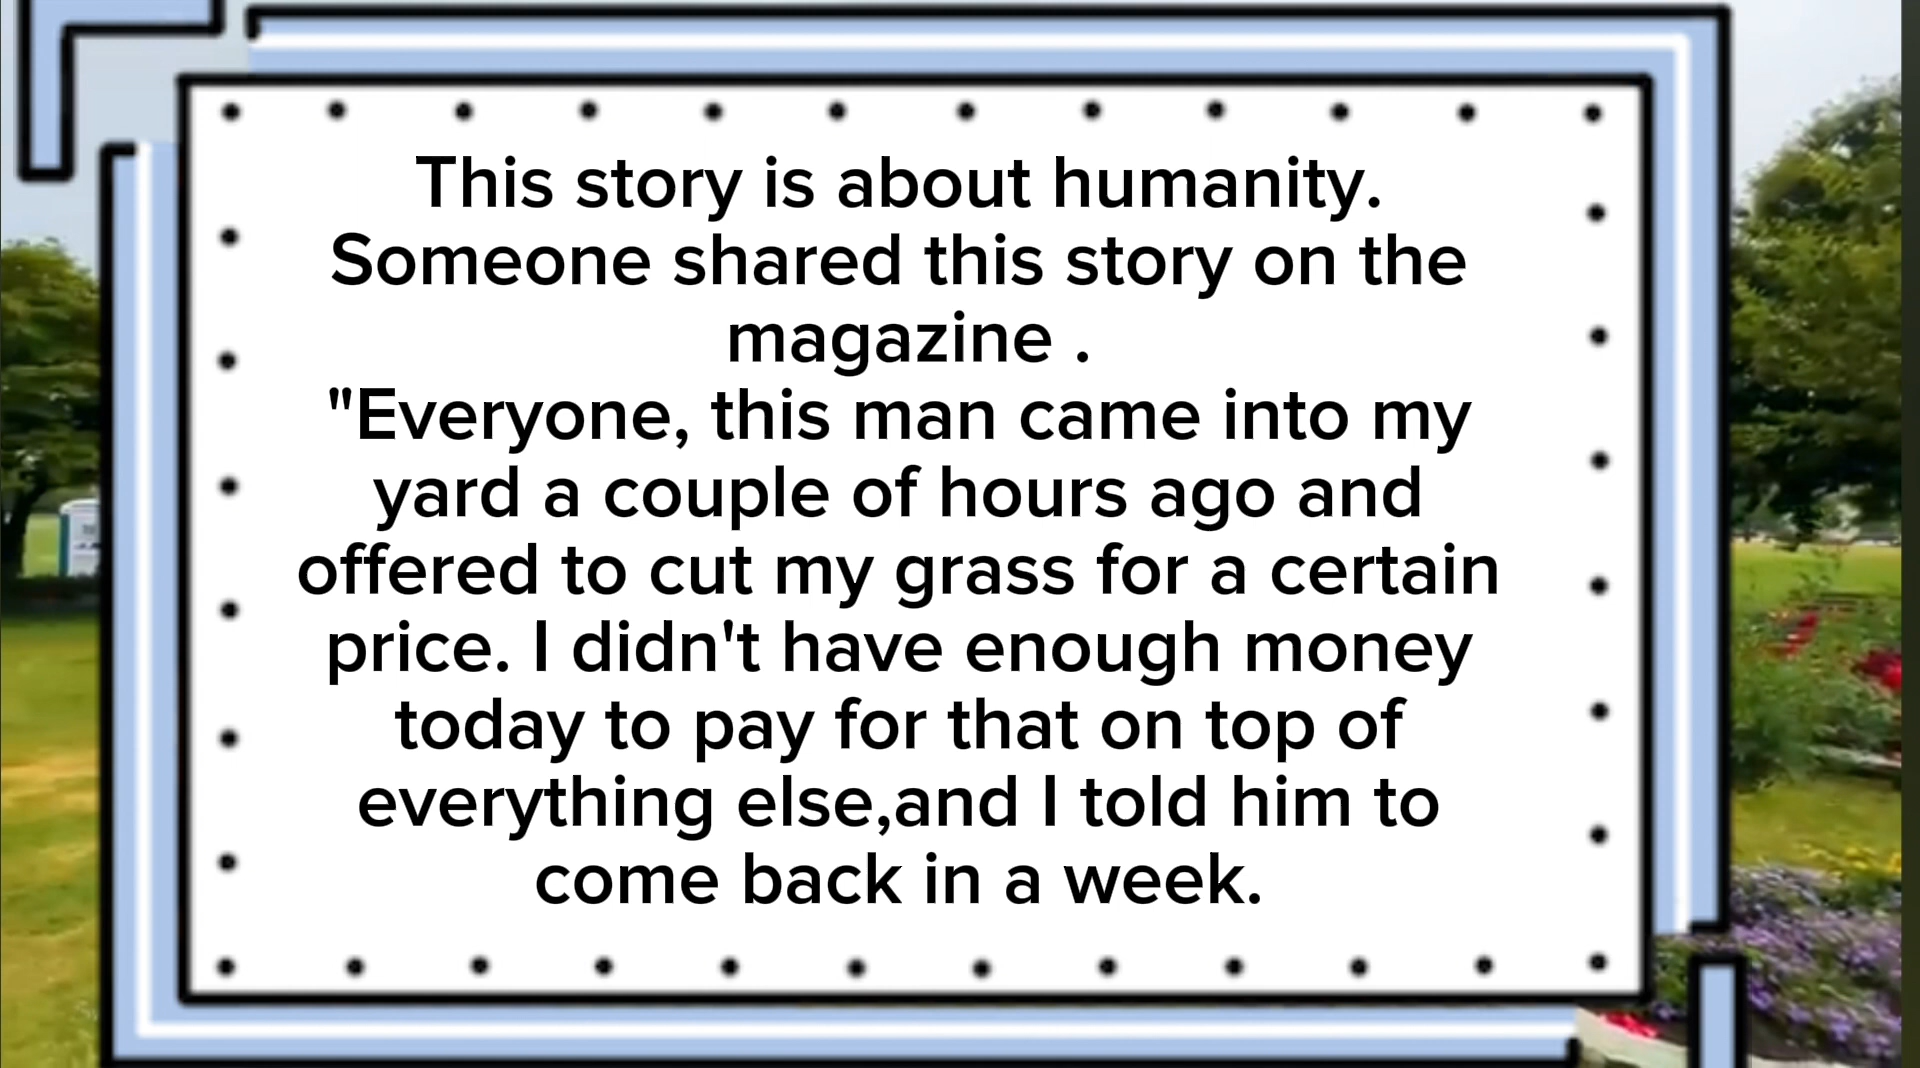 This story is about humanity.
Someone shared this story on the
magazine .
"Everyone, this man came into my
yard a couple of hours ago and
offered to cut my grass for a certain
price. I didn't have enough money
today to pay for that on top of
everything else,and I told him to
come back in a week.